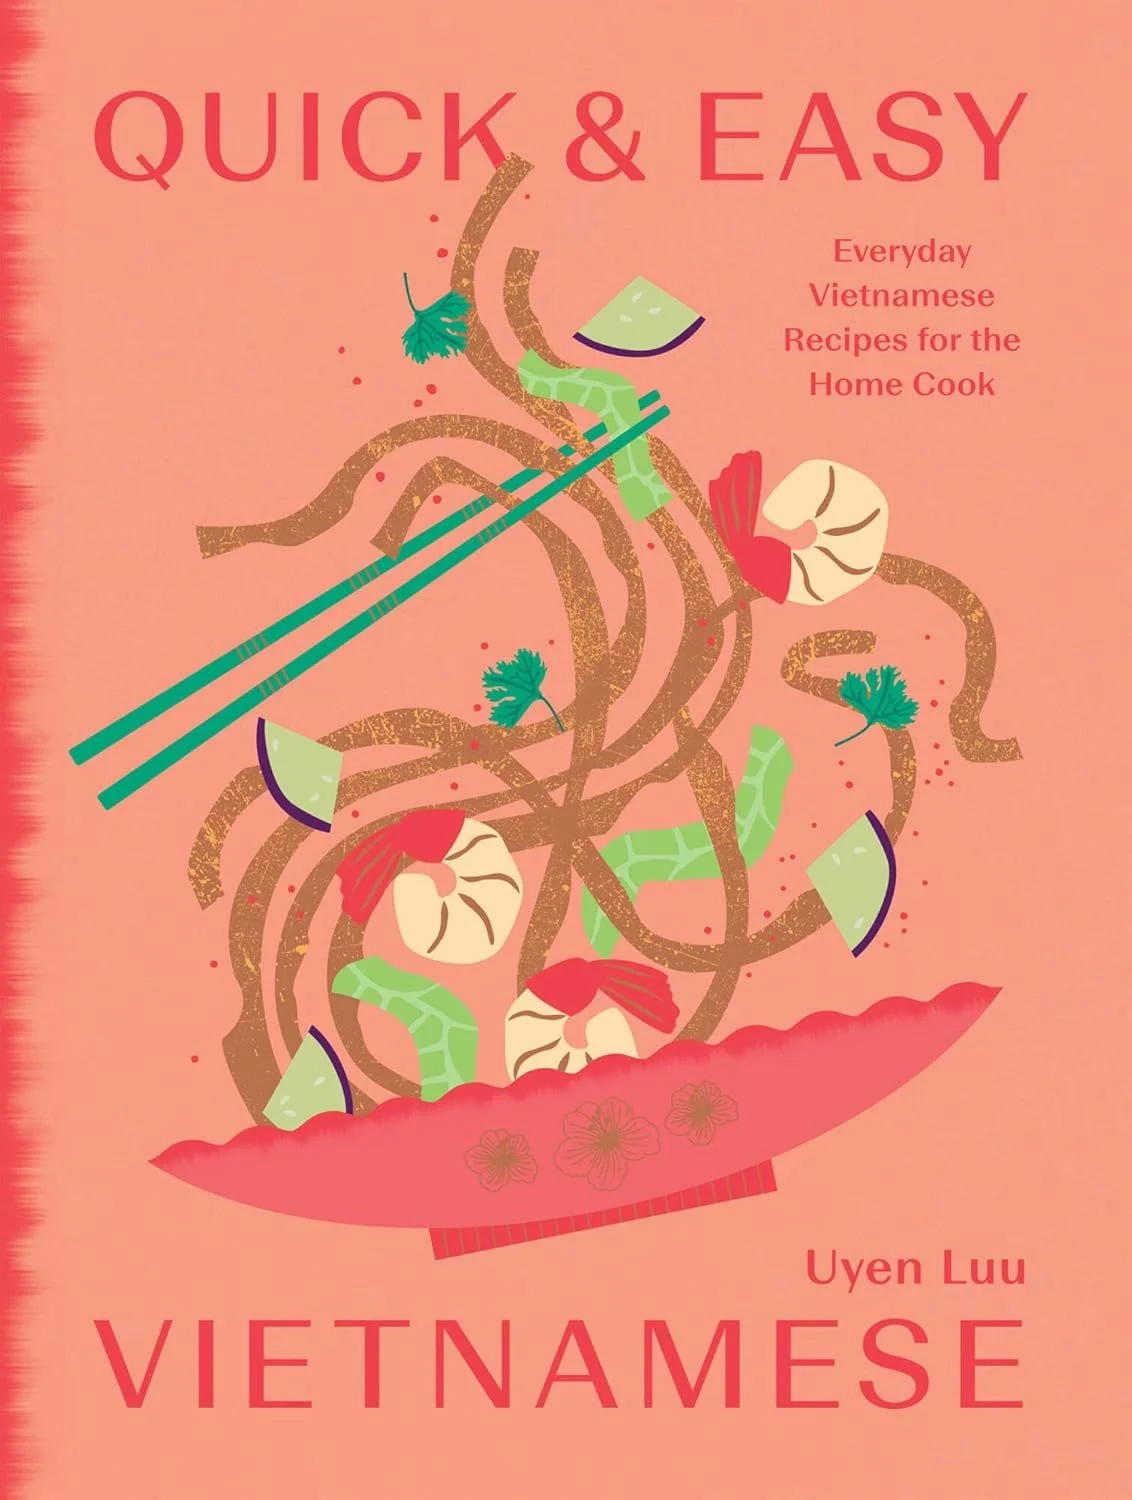 QUICK & EASY
Everyday
Vietnamese
Recipes for the
Home Cook
Uyen Luu
VIETNAMESE